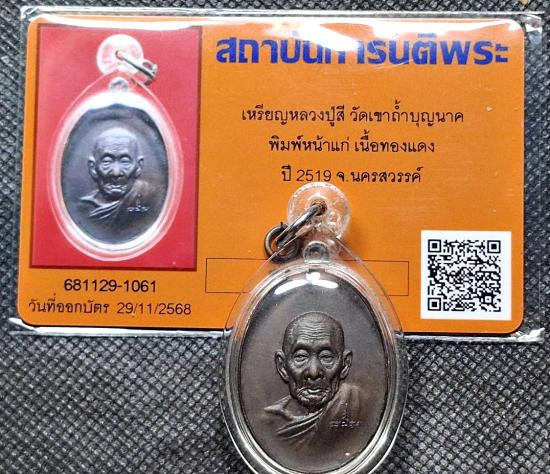 สถาบันการันตีพระ
เหรียญหลวงปู่สี วัดเขาถ้ำบุญนาค
พิมพ์หน้าแก่ เนื้อทองแดง
ปี 2519 จ.นครสวรรค์
681129-1061
วันที่ออกบัตร 29/11/2568